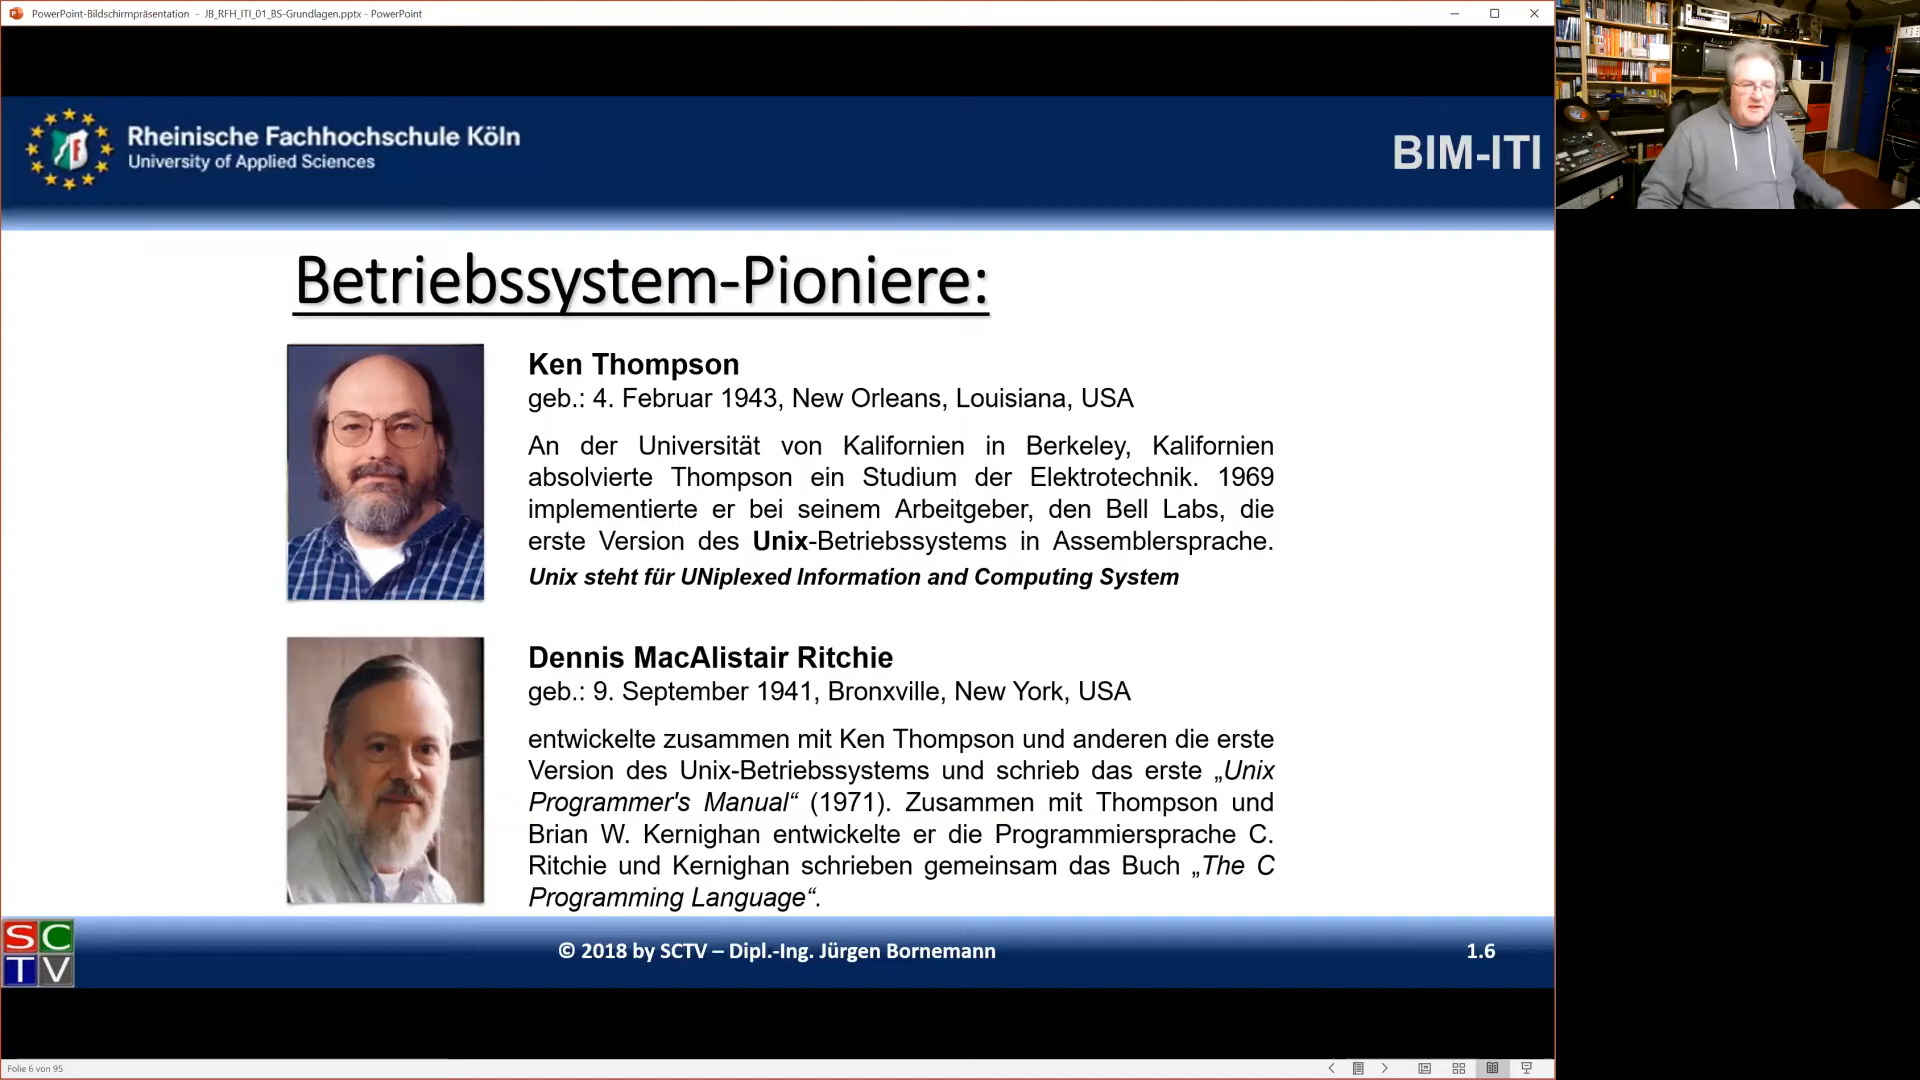 PowerPoint-Bildschirmpräsentation - JB_RFH_ITI_01_BS-Grundlagen.pptx - PowerPoint
Rheinische Fachhochschule Köln
University of Applied Sciences
BIM-ITI
Betriebssystem-Pioniere:
Ken Thompson
geb.: 4. Februar 1943, New Orleans, Louisiana, USA
An der Universität von Kalifornien in Berkeley, Kalifornien
absolvierte Thompson ein Studium der Elektrotechnik. 1969
implementierte er bei seinem Arbeitgeber, den Bell Labs, die
erste Version des Unix-Betriebssystems in Assemblersprache.
Unix steht für UNiplexed Information and Computing System
Dennis MacAlistair Ritchie
geb.: 9. September 1941, Bronxville, New York, USA
entwickelte zusammen mit Ken Thompson und anderen die erste
Version des Unix-Betriebssystems und schrieb das erste „Unix
Programmer's Manual“ (1971). Zusammen mit Thompson und
Brian W. Kernighan entwickelte er die Programmiersprache C.
Ritchie und Kernighan schrieben gemeinsam das Buch „The C
Programming Language“.
SC
TV
© 2018 by SCTV – Dipl.-Ing. Jürgen Bornemann
1.6
Folie 6 von 95